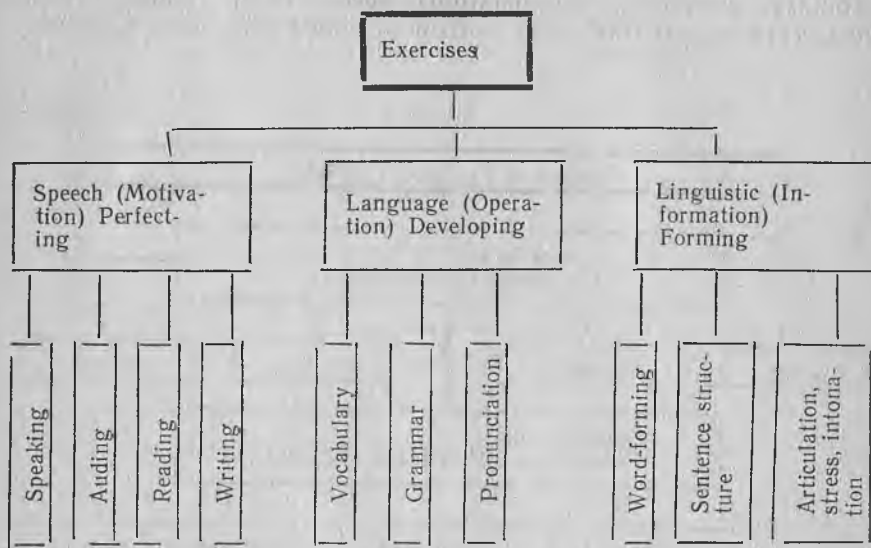 Exercises
Speech (Motiva-
tion) Perfect-
ing
Language (Opera-
tion) Developing
Linguistic (In-
formation)
Forming
Speaking
Auding
Reading
Writing
Vocabulary
Grammar
Pronunciation
Word-forming
Sentence struc-
ture
Articulation,
stress, intona-
tion